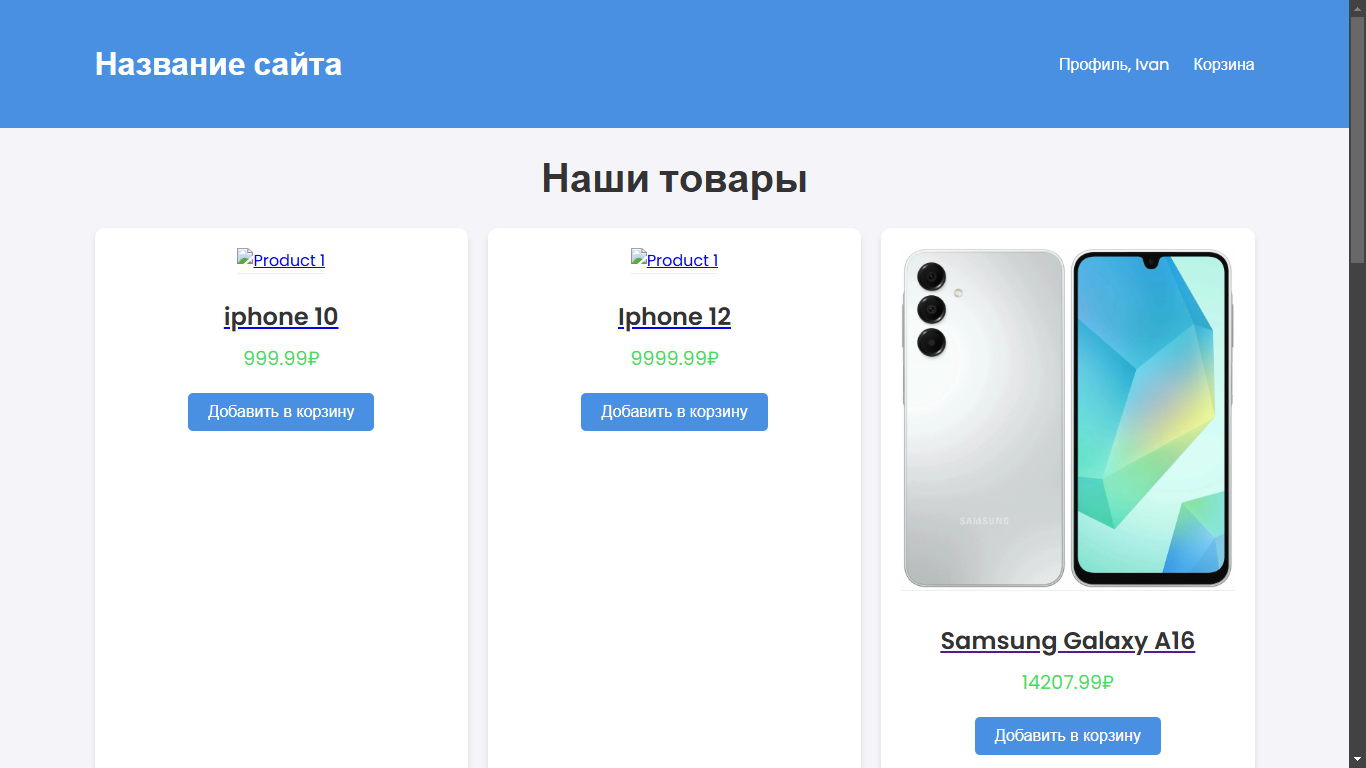 Название сайта
Профиль, Ivan
Корзина
Наши товары
Product 1
iphone 10
999.99₽
Добавить в корзину
Product 1
Iphone 12
9999.99₽
Добавить в корзину
SAMSUNG
Samsung Galaxy A16
14207.99₽
Добавить в корзину